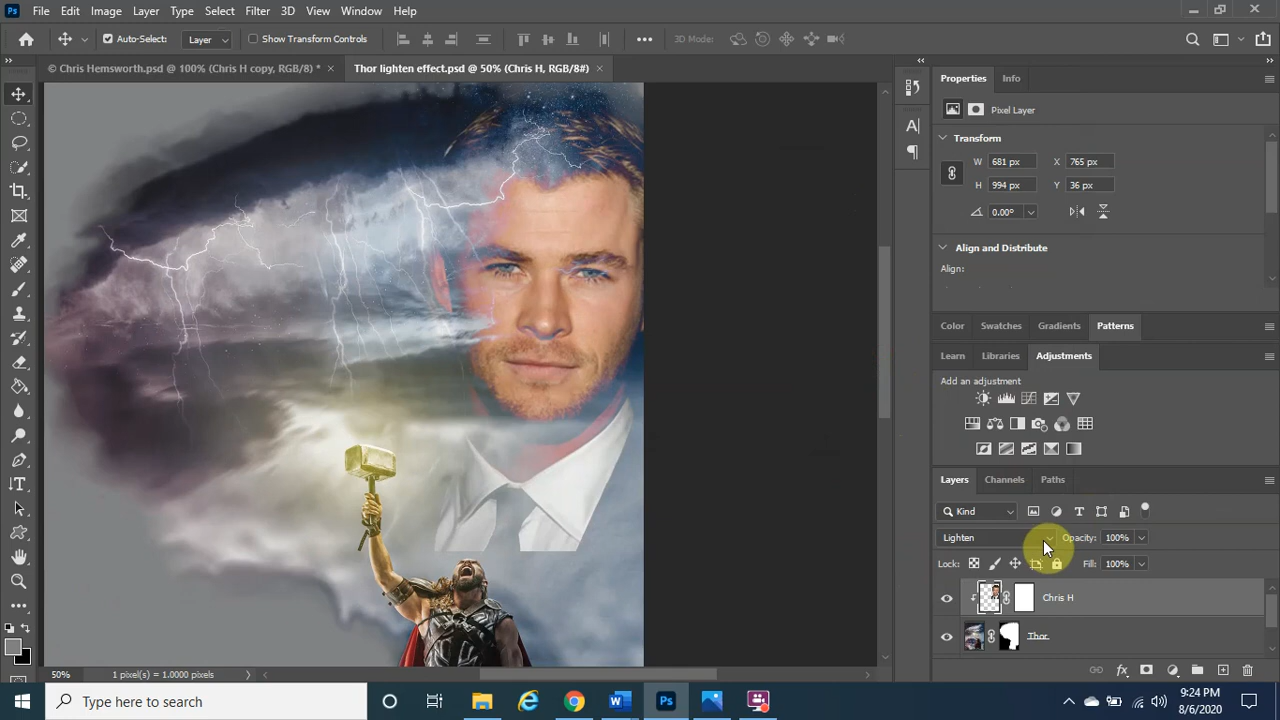 Ps File Edit Image Layer Type Select Filter 3D View Window Help
Auto-Select: Layer Show Transform Controls 3D Mode:
© Chris Hemsworth.psd @ 100% (Chris H copy, RGB/8) * × Thor lighten effect.psd @ 50% (Chris H, RGB/8#) ×
Properties Info
Pixel Layer
Transform
W 681 px X 765 px
H 994 px Y 36 px
0.00°
Align and Distribute
Align:
Color Swatches Gradients Patterns
Learn Libraries Adjustments
Add an adjustment
Layers Channels Paths
Kind
Lighten Opacity: 100%
Lock: Fill: 100%
Chris H
Thor
50% 1 pixel(s) = 1.0000 pixels
Type here to search
9:24 PM
8/6/2020